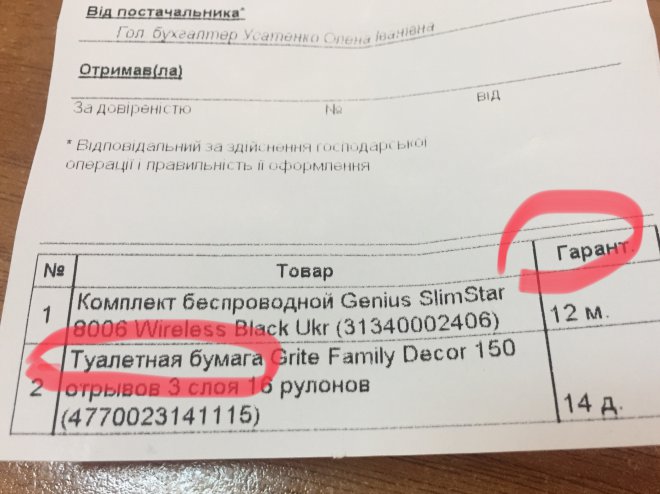 Від постачальника*
Гол. бухгалтер Усатенко Олена Іванівна
Отримав(ла)
За довіреністю № від
* Відповідальний за здійснення господарської
операції і правильність її оформлення
№ Товар Гарант.
1 Комплект беспроводной Genius SlimStar
8006 Wireless Black Ukr (31340002406) 12 м.
Туалетная бумага Grite Family Decor 150
2 отрывов 3 слоя 16 рулонов
(4770023141115) 14 д.